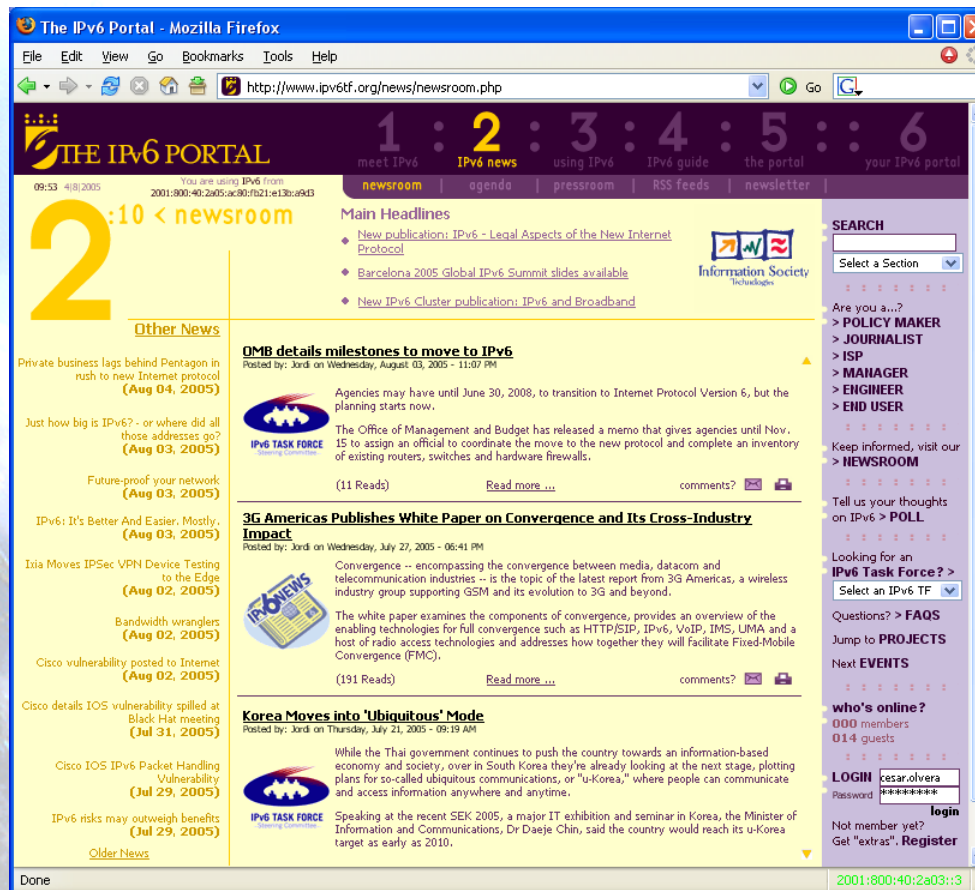 The IPv6 Portal - Mozilla Firefox
File Edit View Go Bookmarks Tools Help
http://www.ipv6tf.org/news/newsroom.php
Go
G
THE IPv6 PORTAL
1 : 2 : 3 : 4 : 5 : : 6
meet IPv6 IPv6 news using IPv6 IPv6 guide the portal your IPv6 portal
newsroom | agenda | pressroom | RSS feeds | newsletter |
09:53 4|8|2005
You are using IPv6 from
2001:800:40:2a05:ac80:fb21:e13b:a9d3
2:10 < newsroom
Main Headlines
New publication: IPv6 - Legal Aspects of the New Internet
Protocol
Barcelona 2005 Global IPv6 Summit slides available
New IPv6 Cluster publication: IPv6 and Broadband
Information Society
Technologies
Other News
Private business lags behind Pentagon in
rush to new Internet protocol
(Aug 04, 2005)
Just how big is IPv6? - or where did all
those addresses go?
(Aug 03, 2005)
Future-proof your network
(Aug 03, 2005)
IPv6: It's Better And Easier. Mostly.
(Aug 03, 2005)
Ixia Moves IPSec VPN Device Testing
to the Edge
(Aug 02, 2005)
Bandwidth wranglers
(Aug 02, 2005)
Cisco vulnerability posted to Internet
(Aug 02, 2005)
Cisco details IOS vulnerability spilled at
Black Hat meeting
(Jul 31, 2005)
Cisco IOS IPv6 Packet Handling
Vulnerability
(Jul 29, 2005)
IPv6 risks may outweigh benefits
(Jul 29, 2005)
Older News
OMB details milestones to move to IPv6
Posted by: Jordi on Wednesday, August 03, 2005 - 11:07 PM
IPv6 TASK FORCE
-Steering Committee-
Agencies may have until June 30, 2008, to transition to Internet Protocol Version 6, but the
planning starts now.
The Office of Management and Budget has released a memo that gives agencies until Nov.
15 to assign an official to coordinate the move to the new protocol and complete an inventory
of existing routers, switches and hardware firewalls.
(11 Reads) Read more ... comments?
3G Americas Publishes White Paper on Convergence and Its Cross-Industry
Impact
Posted by: Jordi on Wednesday, July 27, 2005 - 06:41 PM
IPv6NEWS
Convergence -- encompassing the convergence between media, datacom and
telecommunication industries -- is the topic of the latest report from 3G Americas, a wireless
industry group supporting GSM and its evolution to 3G and beyond.
The white paper examines the components of convergence, provides an overview of the
enabling technologies for full convergence such as HTTP/SIP, IPv6, VoIP, IMS, UMA and a
host of radio access technologies and addresses how together they will facilitate Fixed-Mobile
Convergence (FMC).
(191 Reads) Read more ... comments?
Korea Moves into 'Ubiquitous' Mode
Posted by: Jordi on Thursday, July 21, 2005 - 09:19 AM
IPv6 TASK FORCE
-Steering Committee-
While the Thai government continues to push the country towards an information-based
economy and society, over in South Korea they're already looking at the next stage, plotting
plans for so-called ubiquitous communications, or "u-Korea," where people can communicate
and access information anywhere and anytime.
Speaking at the recent SEK 2005, a major IT exhibition and seminar in Korea, the Minister of
Information and Communications, Dr Daeje Chin, said the country would reach its u-Korea
target as early as 2010.
SEARCH
Select a Section
Are you a...?
> POLICY MAKER
> JOURNALIST
> ISP
> MANAGER
> ENGINEER
> END USER
Keep informed, visit our
> NEWSROOM
Tell us your thoughts
on IPv6 > POLL
Looking for an
IPv6 Task Force? >
Select an IPv6 TF
Questions? > FAQS
Jump to PROJECTS
Next EVENTS
who's online?
000 members
014 guests
LOGIN cesar.olvera
Password ********
login
Not member yet?
Get "extras". Register
Done
2001:800:40:2a03::3